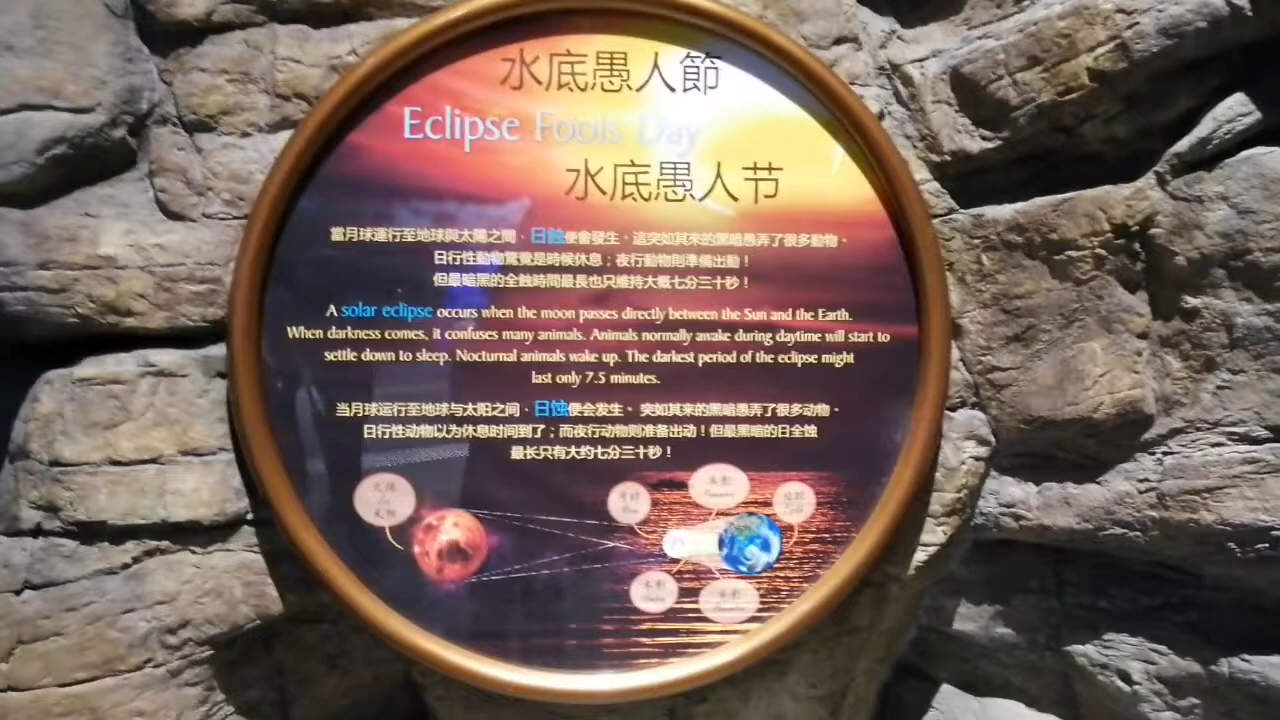 水底愚人節
Eclipse Fools Day
水底愚人节
當月球運行至地球與太陽之間，日蝕便會發生。這突如其來的黑暗愚弄了很多動物。
日行性動物驚覺是時候休息；夜行動物則準備出動！
但最暗黑的全蝕時間最長也只維持大概七分三十秒！
A solar eclipse occurs when the moon passes directly between the Sun and the Earth.
When darkness comes, it confuses many animals. Animals normally awake during daytime will start to
settle down to sleep. Nocturnal animals wake up. The darkest period of the eclipse might
last only 7.5 minutes.
当月球运行至地球与太阳之间，日蚀便会发生。 突如其来的黑暗愚弄了很多动物。
日行性动物以为休息时间到了；而夜行动物则准备出动！但最黑暗的日全蚀
最长只有大约七分三十秒！